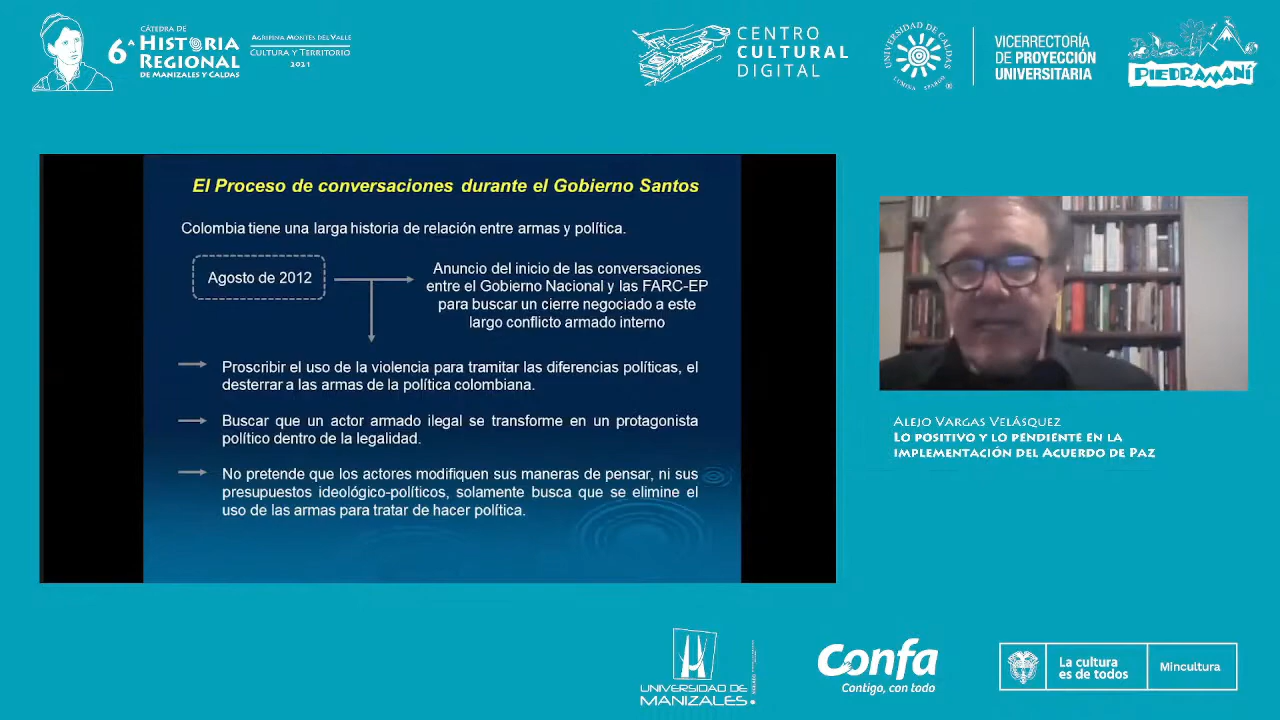 6ª
CÁTEDRA DE
HISTORIA
REGIONAL
DE MANIZALES Y CALDAS
AGRIPINA MONTES DEL VALLE
CULTURA Y TERRITORIO
2021
CENTRO
CULTURAL
DIGITAL
UNIVERSIDAD DE CALDAS
LUMINA SPARGO
®
VICERRECTORÍA
DE PROYECCIÓN
UNIVERSITARIA
PIEDRAMANÍ
El Proceso de conversaciones durante el Gobierno Santos
Colombia tiene una larga historia de relación entre armas y política.
Agosto de 2012
Anuncio del inicio de las conversaciones
entre el Gobierno Nacional y las FARC-EP
para buscar un cierre negociado a este
largo conflicto armado interno
Proscribir el uso de la violencia para tramitar las diferencias políticas, el
desterrar a las armas de la política colombiana.
Buscar que un actor armado ilegal se transforme en un protagonista
político dentro de la legalidad.
No pretende que los actores modifiquen sus maneras de pensar, ni sus
presupuestos ideológico-políticos, solamente busca que se elimine el
uso de las armas para tratar de hacer política.
ALEJO VARGAS VELÁSQUEZ
LO POSITIVO Y LO PENDIENTE EN LA
IMPLEMENTACIÓN DEL ACUERDO DE PAZ
UNIVERSIDAD DE
MANIZALES
Confa
Contigo, con todo
La cultura
es de todos
Mincultura